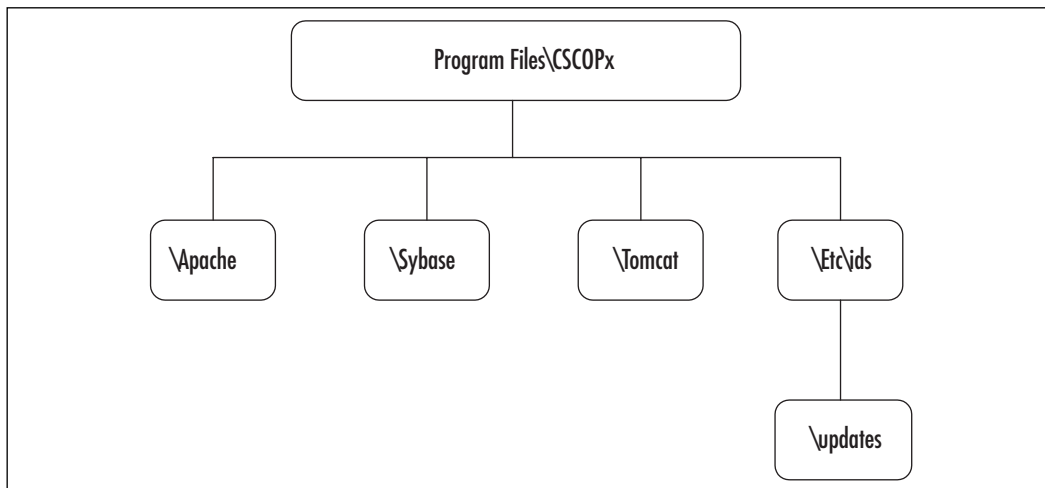 Program Files\CSCOPx
\Apache
\Sybase
\Tomcat
\Etc\ids
\updates